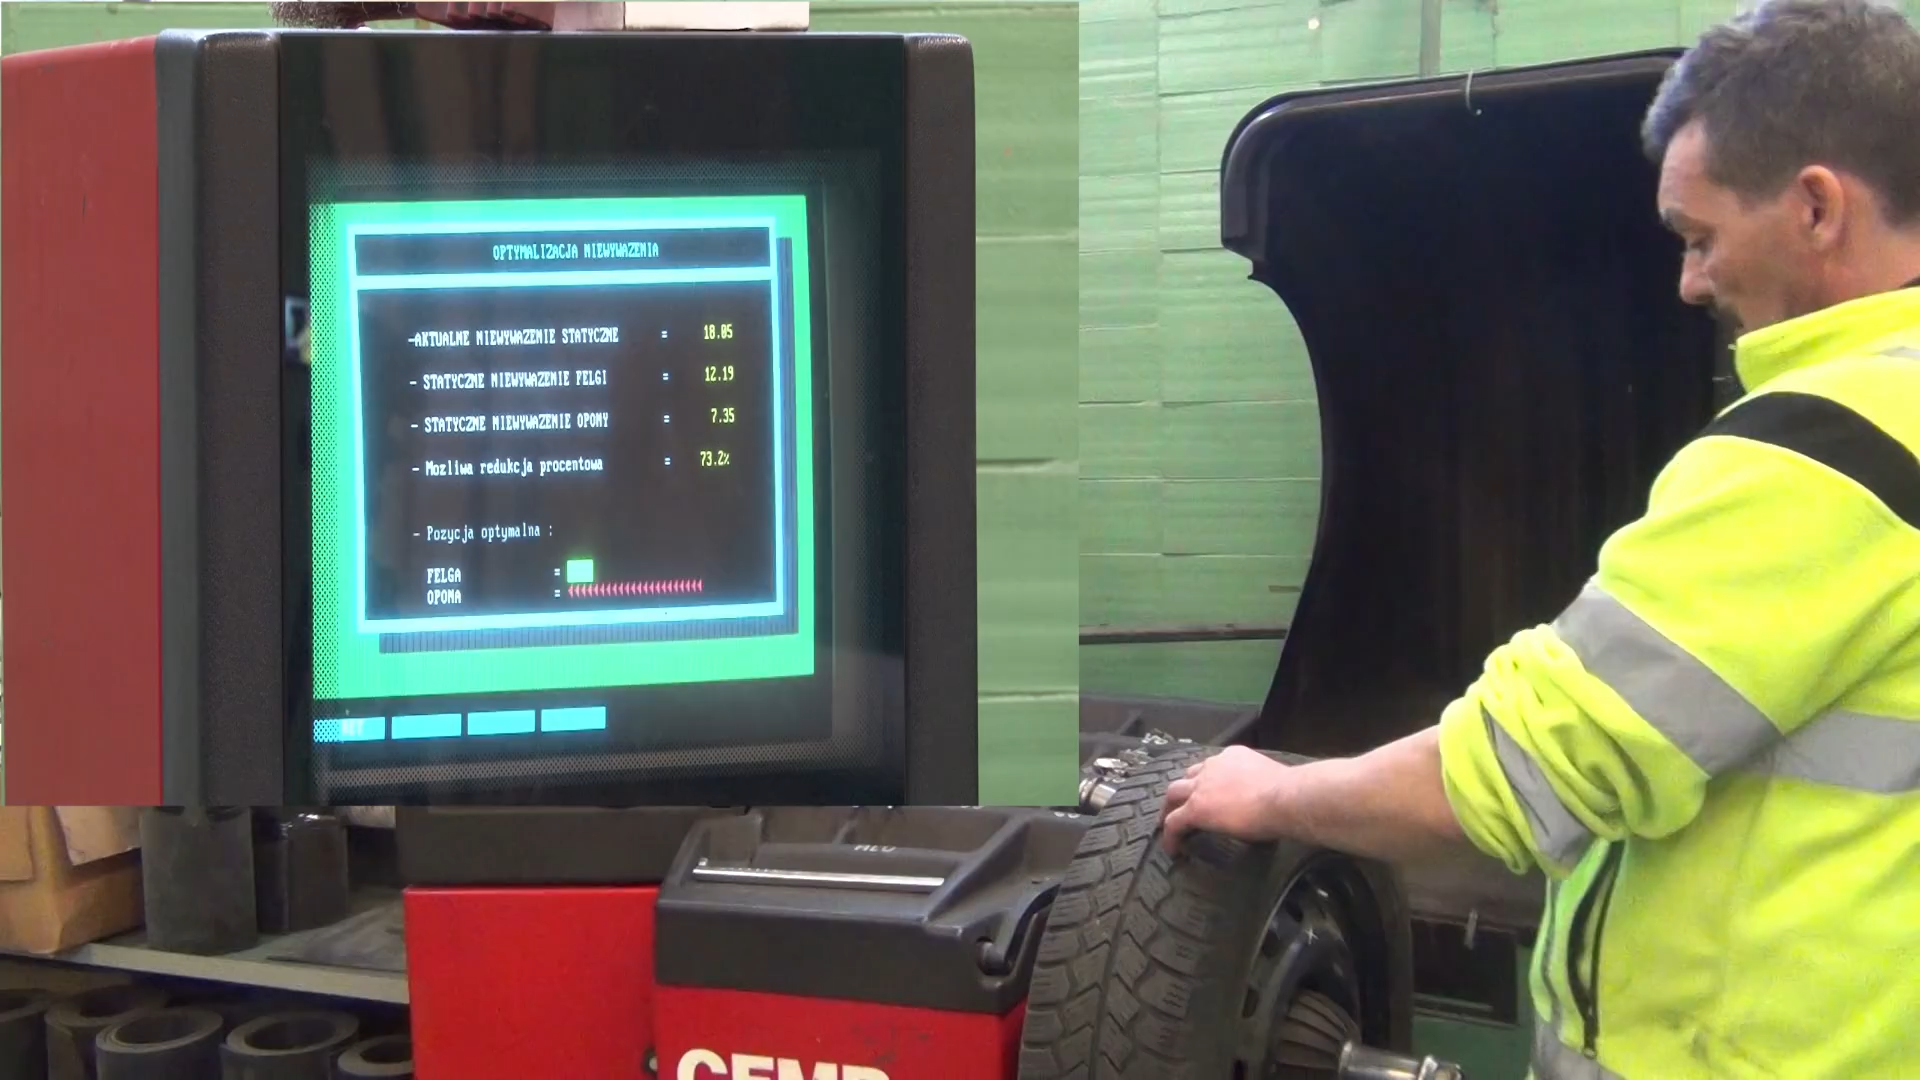 OPTYMALIZACJA NIEWYWAZENIA
-AKTUALNE NIEWYWAZENIE STATYCZNE = 18.05
- STATYCZNE NIEWYWAZENIE FELGI = 12.19
- STATYCZNE NIEWYWAZENIE OPONY = 7.35
- Mozliwa redukcja procentowa = 73.2%
- Pozycja optymalna :
FELGA =
OPONA =
ALU
CEMB